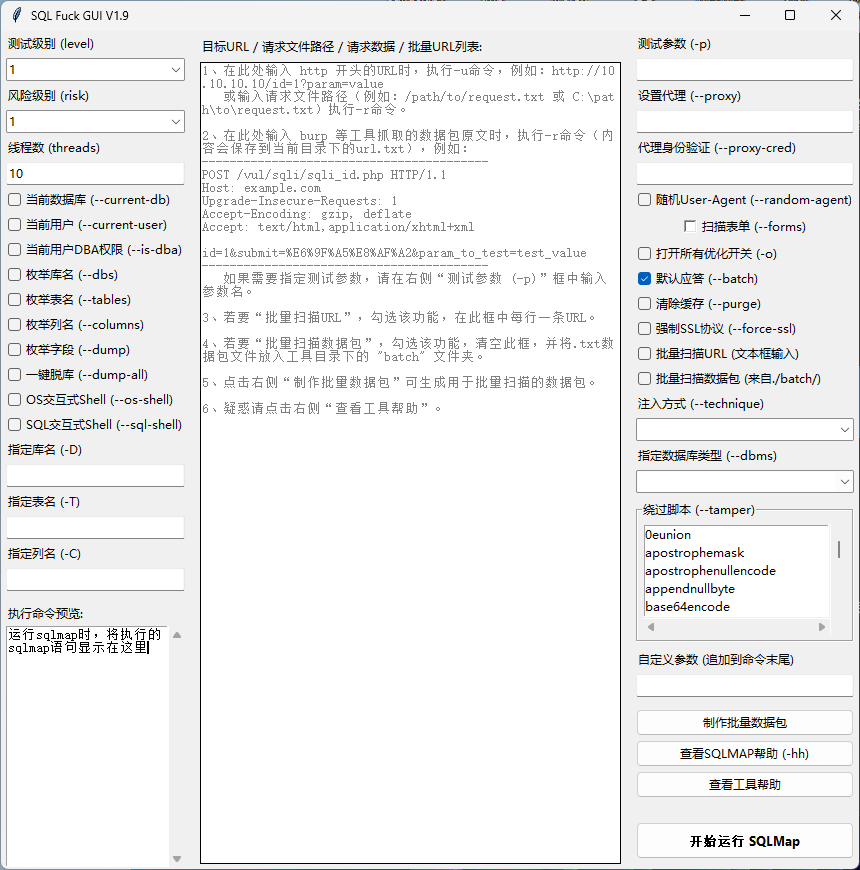 SQL Fuck GUI V1.9
测试级别 (level)
1
风险级别 (risk)
1
线程数 (threads)
10
当前数据库 (--current-db)
当前用户 (--current-user)
当前用户DBA权限 (--is-dba)
枚举库名 (--dbs)
枚举表名 (--tables)
枚举列名 (--columns)
枚举字段 (--dump)
一键脱库 (--dump-all)
OS交互式Shell (--os-shell)
SQL交互式Shell (--sql-shell)
指定库名 (-D)
指定表名 (-T)
指定列名 (-C)
执行命令预览:
运行sqlmap时，将执行的
sqlmap语句显示在这里
目标URL / 请求文件路径 / 请求数据 / 批量URL列表:
1、在此处输入 http 开头的URL时，执行-u命令，例如：http://10
.10.10.10/id=1?param=value
或输入请求文件路径（例如：/path/to/request.txt 或 C:\pat
h\to\request.txt）执行-r命令。
2、在此处输入 burp 等工具抓取的数据包原文时，执行-r命令（内
容会保存到当前目录下的url.txt），例如：
-----------------------------------------
POST /vul/sqli/sqli_id.php HTTP/1.1
Host: example.com
Upgrade-Insecure-Requests: 1
Accept-Encoding: gzip, deflate
Accept: text/html,application/xhtml+xml
id=1&submit=%E6%9F%A5%E8%AF%A2&param_to_test=test_value
-----------------------------------------
如果需要指定测试参数，请在右侧“测试参数 (-p)”框中输入
参数名。
3、若要“批量扫描URL”，勾选该功能，在此框中每行一条URL。
4、若要“批量扫描数据包”，勾选该功能，清空此框，并将.txt数
据包文件放入工具目录下的 "batch" 文件夹。
5、点击右侧“制作批量数据包”可生成用于批量扫描的数据包。
6、疑惑请点击右侧“查看工具帮助”。
测试参数 (-p)
设置代理 (--proxy)
代理身份验证 (--proxy-cred)
随机User-Agent (--random-agent)
扫描表单 (--forms)
打开所有优化开关 (-o)
默认应答 (--batch)
清除缓存 (--purge)
强制SSL协议 (--force-ssl)
批量扫描URL (文本框输入)
批量扫描数据包 (来自./batch/)
注入方式 (--technique)
指定数据库类型 (--dbms)
绕过脚本 (--tamper)
0eunion
apostrophemask
apostrophenullencode
appendnullbyte
base64encode
自定义参数 (追加到命令末尾)
制作批量数据包
查看SQLMAP帮助 (-hh)
查看工具帮助
开始运行 SQLMap